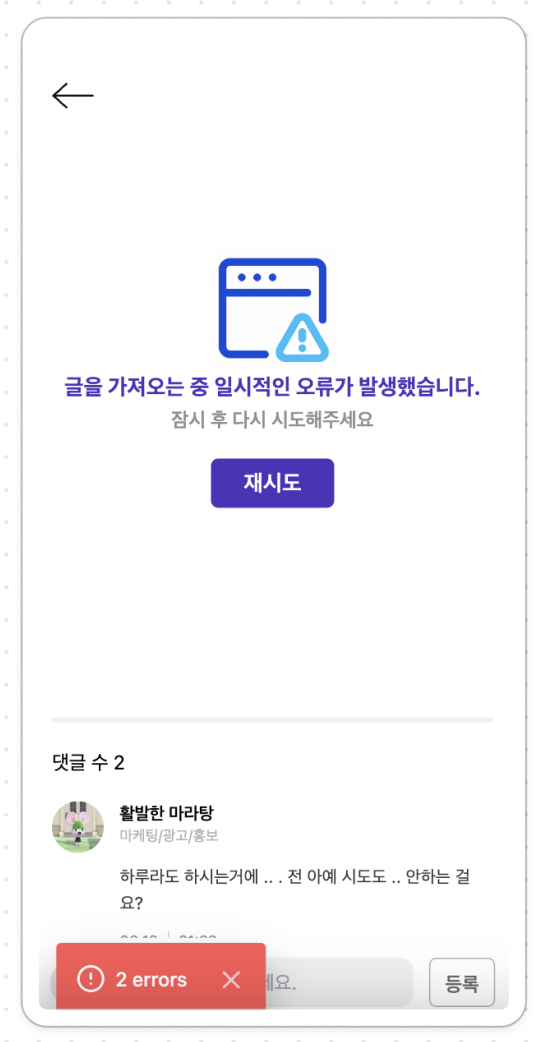 글을 가져오는 중 일시적인 오류가 발생했습니다.
잠시 후 다시 시도해주세요
재시도
댓글 수 2
활발한 마라탕
마케팅/광고/홍보
하루라도 하시는거에 .. . 전 아예 시도도 .. 안하는 걸
요?
2 errors
세요.
등록